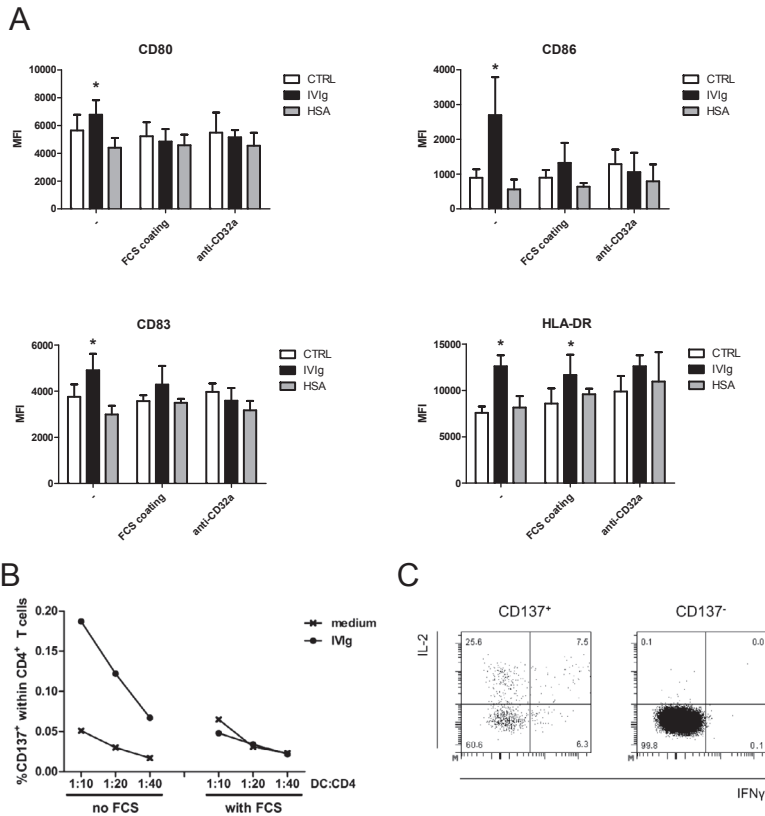 A
CD80
10000
8000
6000
4000
2000
0
MFI
*
CTRL
IVIg
HSA
-
FCS coating
anti-CD32a
CD86
4000
3000
2000
1000
0
MFI
*
CTRL
IVIg
HSA
-
FCS coating
anti-CD32a
CD83
6000
4000
2000
0
MFI
*
CTRL
IVIg
HSA
-
FCS coating
anti-CD32a
HLA-DR
15000
10000
5000
0
MFI
* *
CTRL
IVIg
HSA
-
FCS coating
anti-CD32a
B
%CD137+ within CD4+ T cells
0.20
0.15
0.10
0.05
0.00
medium
IVIg
1:10 1:20 1:40 1:10 1:20 1:40 DC:CD4
no FCS with FCS
C
CD137+ CD137-
IL-2
25.6 7.5
60.6 6.3
0.1 0.0
99.8 0.1
IFNγ